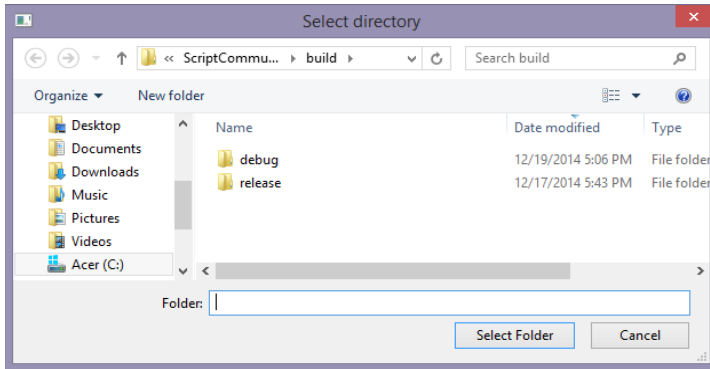 Select directory
« ScriptCommu... build
Search build
Organize
New folder
Desktop
Documents
Downloads
Music
Pictures
Videos
Acer (C:)
Name Date modified Type
debug 12/19/2014 5:06 PM File folder
release 12/17/2014 5:43 PM File folder
Folder:
Select Folder Cancel